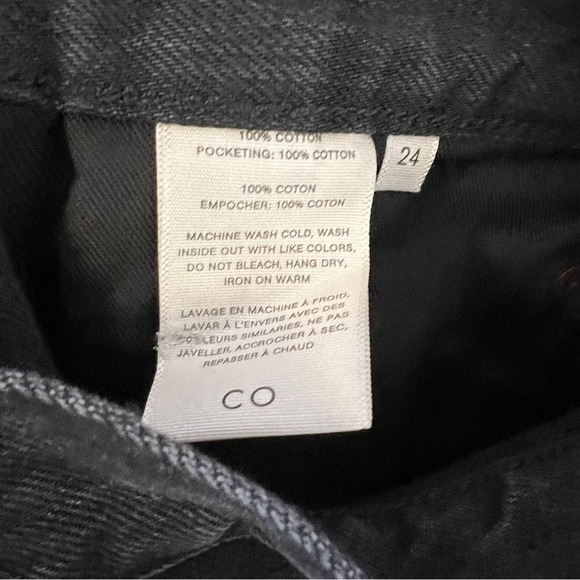 100% COTTON
POCKETING: 100% COTTON
24
100% COTON
EMPOCHER: 100% COTON
MACHINE WASH COLD, WASH
INSIDE OUT WITH LIKE COLORS,
DO NOT BLEACH, HANG DRY,
IRON ON WARM
LAVAGE EN MACHINE À FROID,
LAVAR À L'ENVERS AVEC DES
COULEURS SIMILARIES, NE PAS
JAVELLER, ACCROCHER À SEC,
REPASSER À CHAUD
CO